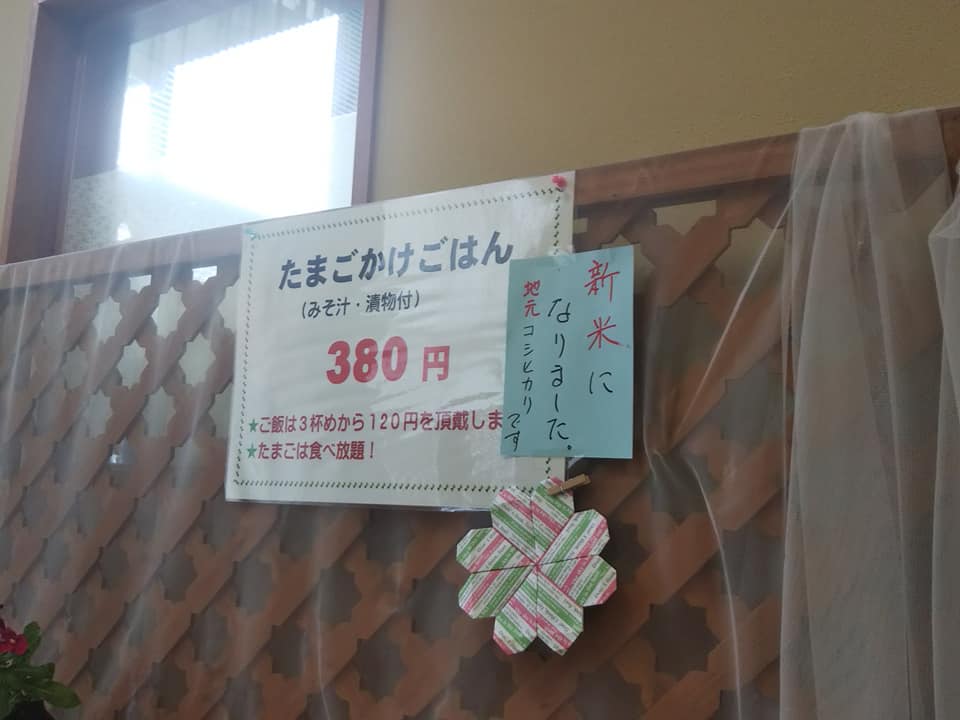 たまごかけごはん
(みそ汁・漬物付)
380円
★ご飯は3杯めから120円を頂戴しま
★たまごは食べ放題!
新米に
なりました。
地元コシヒカリです